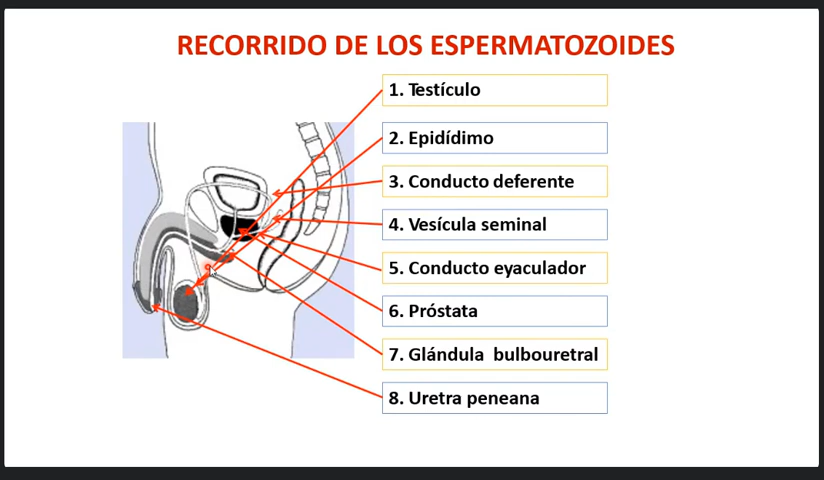 RECORRIDO DE LOS ESPERMATOZOIDES
1. Testículo
2. Epidídimo
3. Conducto deferente
4. Vesícula seminal
5. Conducto eyaculador
6. Próstata
7. Glándula bulbouretral
8. Uretra peneana